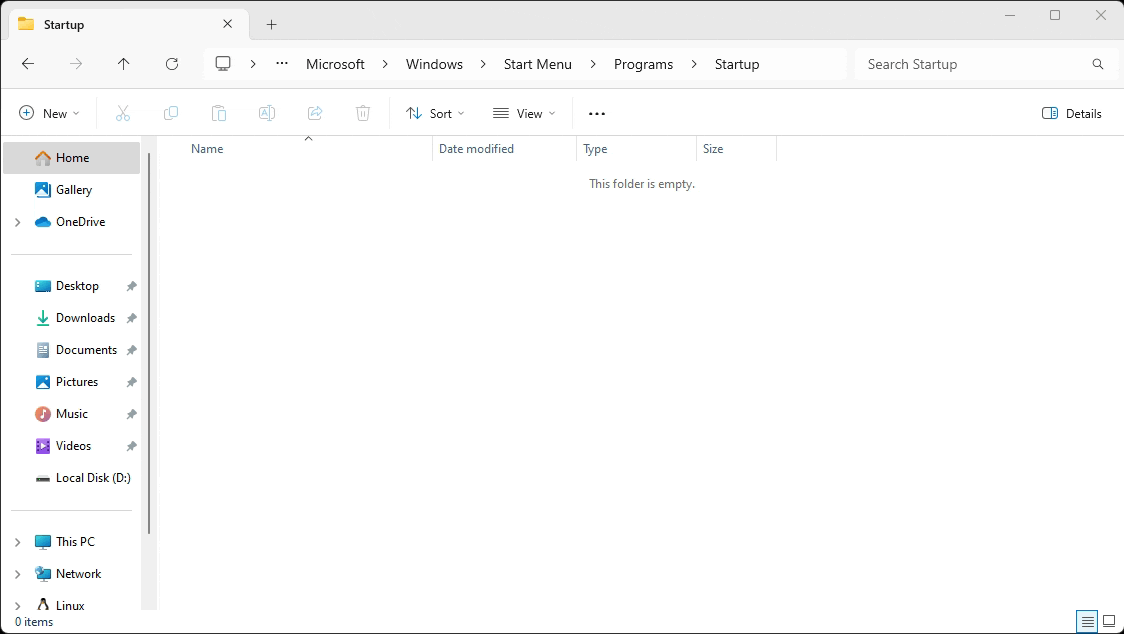 Startup
Microsoft Windows Start Menu Programs Startup
Search Startup
New
Sort
View
Details
Name Date modified Type Size
This folder is empty.
Home
Gallery
OneDrive
Desktop
Downloads
Documents
Pictures
Music
Videos
Local Disk (D:)
This PC
Network
Linux
0 items